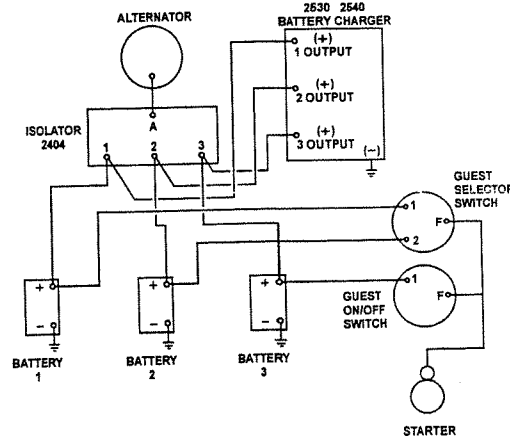 ALTERNATOR
2530 2540
BATTERY CHARGER
(+)
1 OUTPUT
(+)
2 OUTPUT
(+)
3 OUTPUT
(-)
ISOLATOR
2404
A
1 2 3
GUEST
SELECTOR
SWITCH
1
F
2
GUEST
ON/OFF
SWITCH
1
F
+
-
+
-
+
-
BATTERY
1
BATTERY
2
BATTERY
3
STARTER